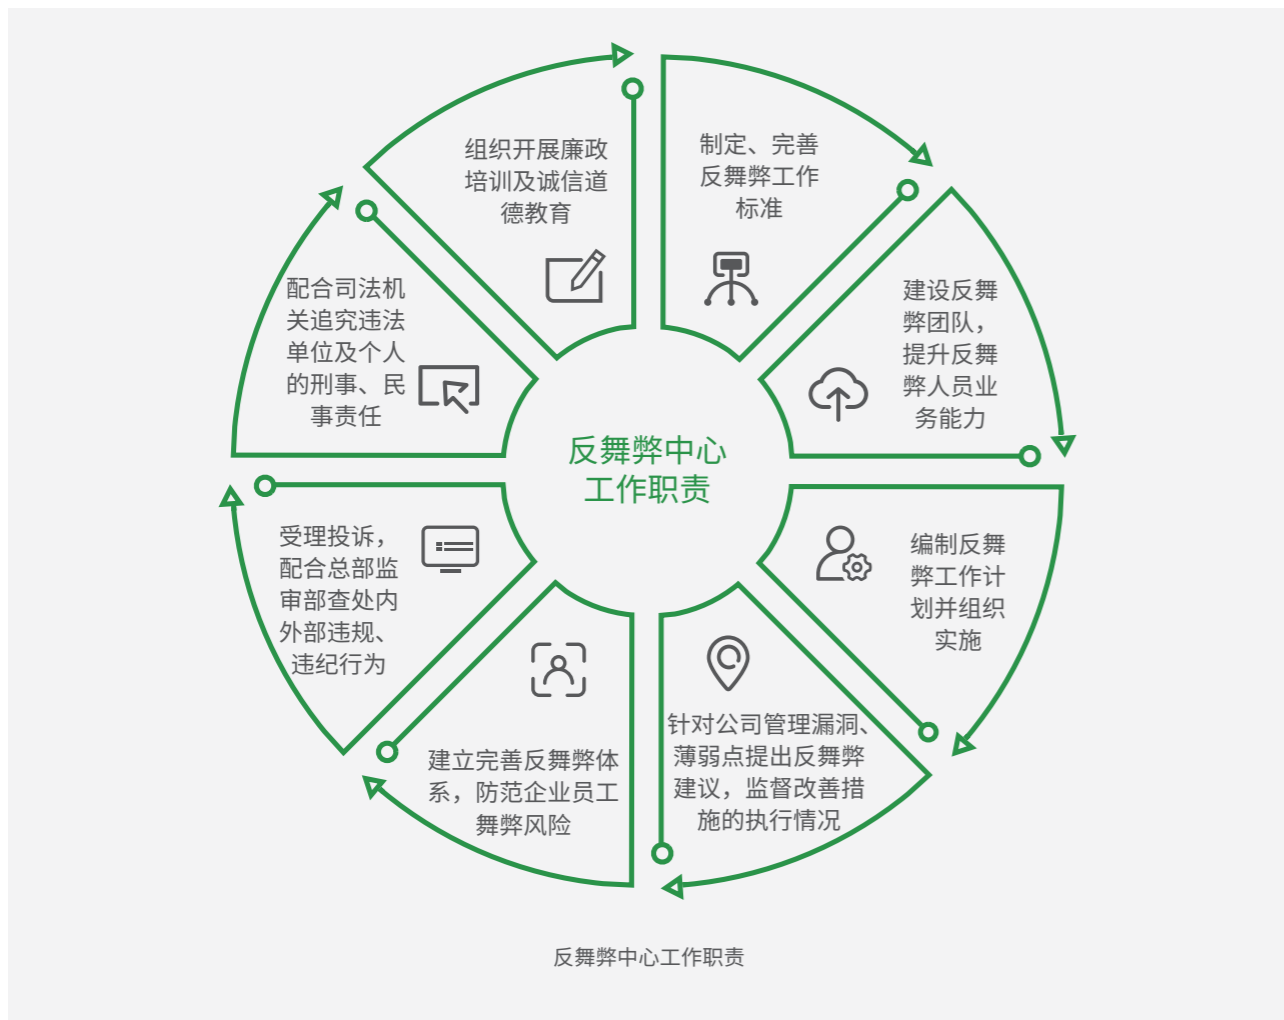 制定、完善
反舞弊工作
标准
建设反舞
弊团队，
提升反舞
弊人员业
务能力
编制反舞
弊工作计
划并组织
实施
针对公司管理漏洞、
薄弱点提出反舞弊
建议，监督改善措
施的执行情况
建立完善反舞弊体
系，防范企业员工
舞弊风险
受理投诉，
配合总部监
审部查处内
外部违规、
违纪行为
配合司法机
关追究违法
单位及个人
的刑事、民
事责任
组织开展廉政
培训及诚信道
德教育
反舞弊中心
工作职责
反舞弊中心工作职责